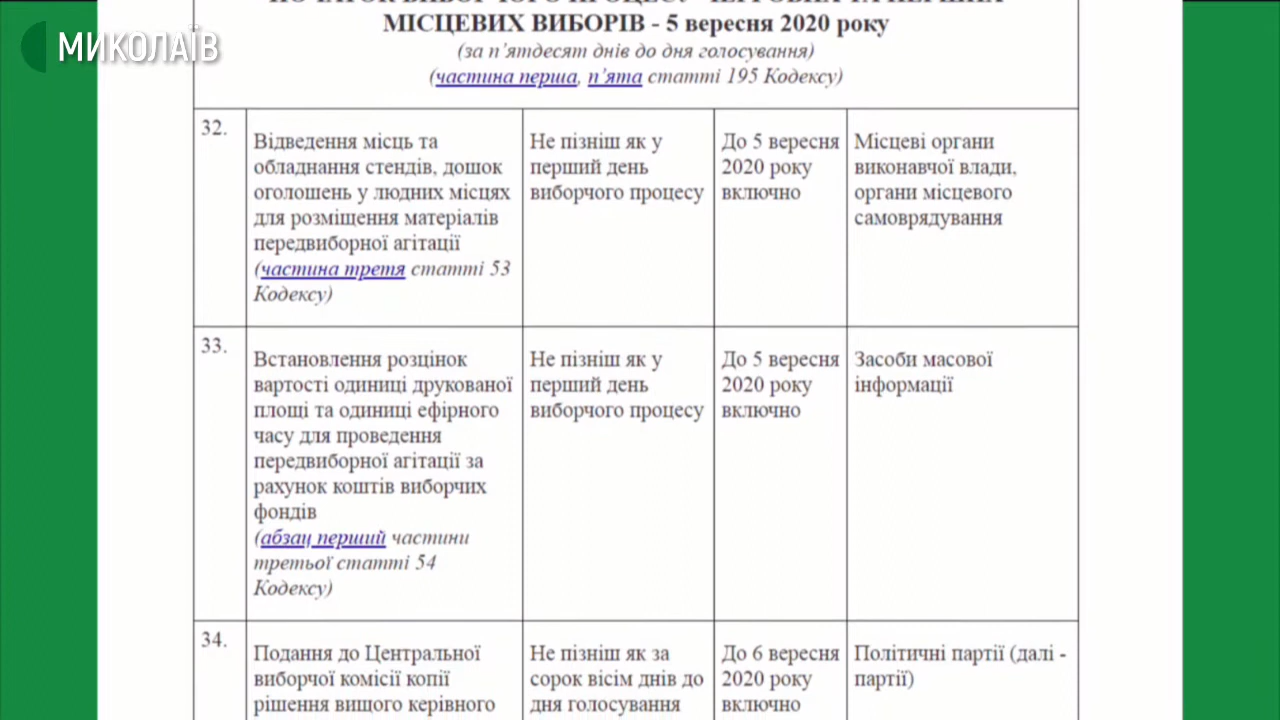 МИКОЛАЇВ
МІСЦЕВИХ ВИБОРІВ - 5 вересня 2020 року
(за п’ятдесят днів до дня голосування)
(частина перша, п’ята статті 195 Кодексу)
32.
Відведення місць та
обладнання стендів, дошок
оголошень у людних місцях
для розміщення матеріалів
передвиборної агітації
(частина третя статті 53
Кодексу)
Не пізніш як у
перший день
виборчого процесу
До 5 вересня
2020 року
включно
Місцеві органи
виконавчої влади,
органи місцевого
самоврядування
33.
Встановлення розцінок
вартості одиниці друкованої
площі та одиниці ефірного
часу для проведення
передвиборної агітації за
рахунок коштів виборчих
фондів
(абзац перший частини
третьої статті 54
Кодексу)
Не пізніш як у
перший день
виборчого процесу
До 5 вересня
2020 року
включно
Засоби масової
інформації
34.
Подання до Центральної
виборчої комісії копії
рішення вищого керівного
Не пізніш як за
сорок вісім днів до
дня голосування
До 6 вересня
2020 року
включно
Політичні партії (далі -
партії)